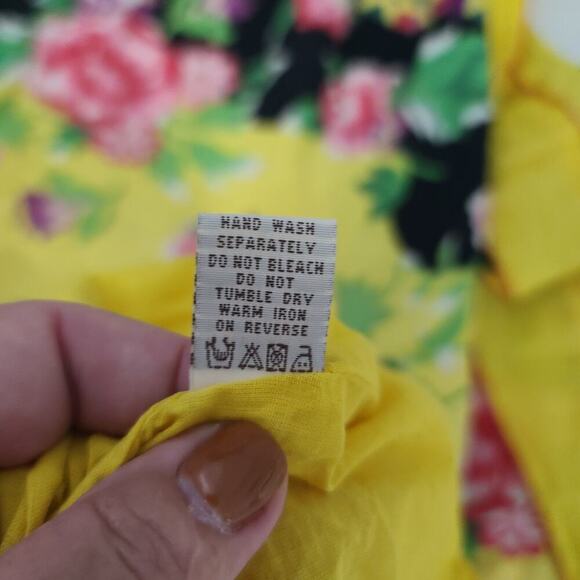 HAND WASH
SEPARATELY
DO NOT BLEACH
DO NOT
TUMBLE DRY
WARM IRON
ON REVERSE